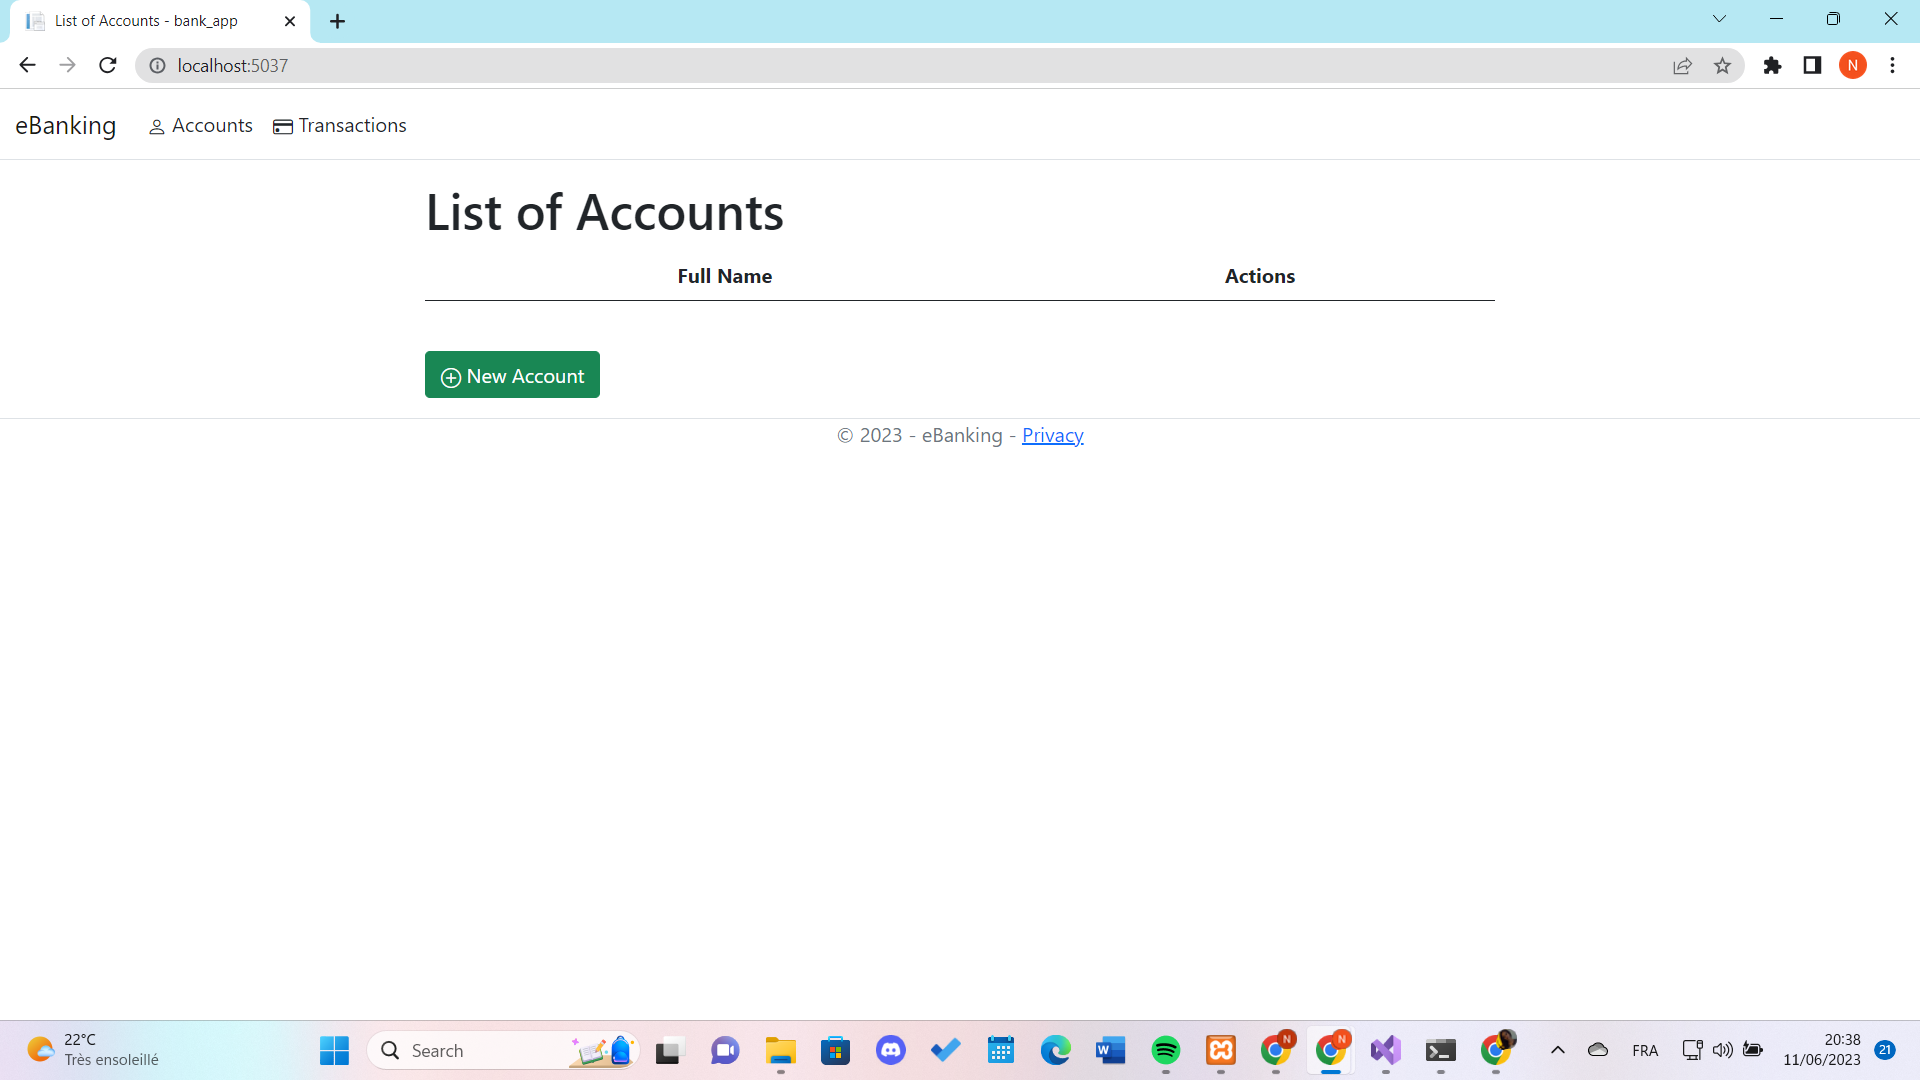 List of Accounts - bank_app
localhost:5037
N
eBanking Accounts Transactions
List of Accounts
Full Name Actions
New Account
© 2023 - eBanking - Privacy
22°C
Très ensoleillé
Search
W
N
N
FRA
20:38
11/06/2023
21